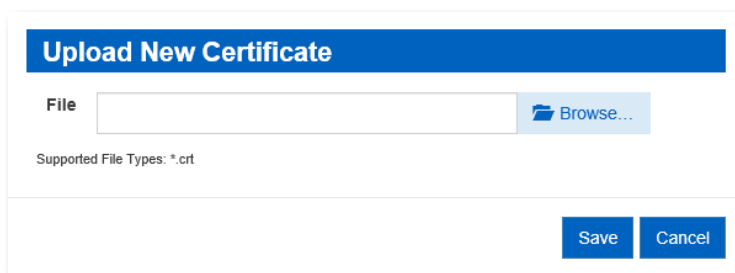 Upload New Certificate
File
Browse...
Supported File Types: *.crt
Save Cancel